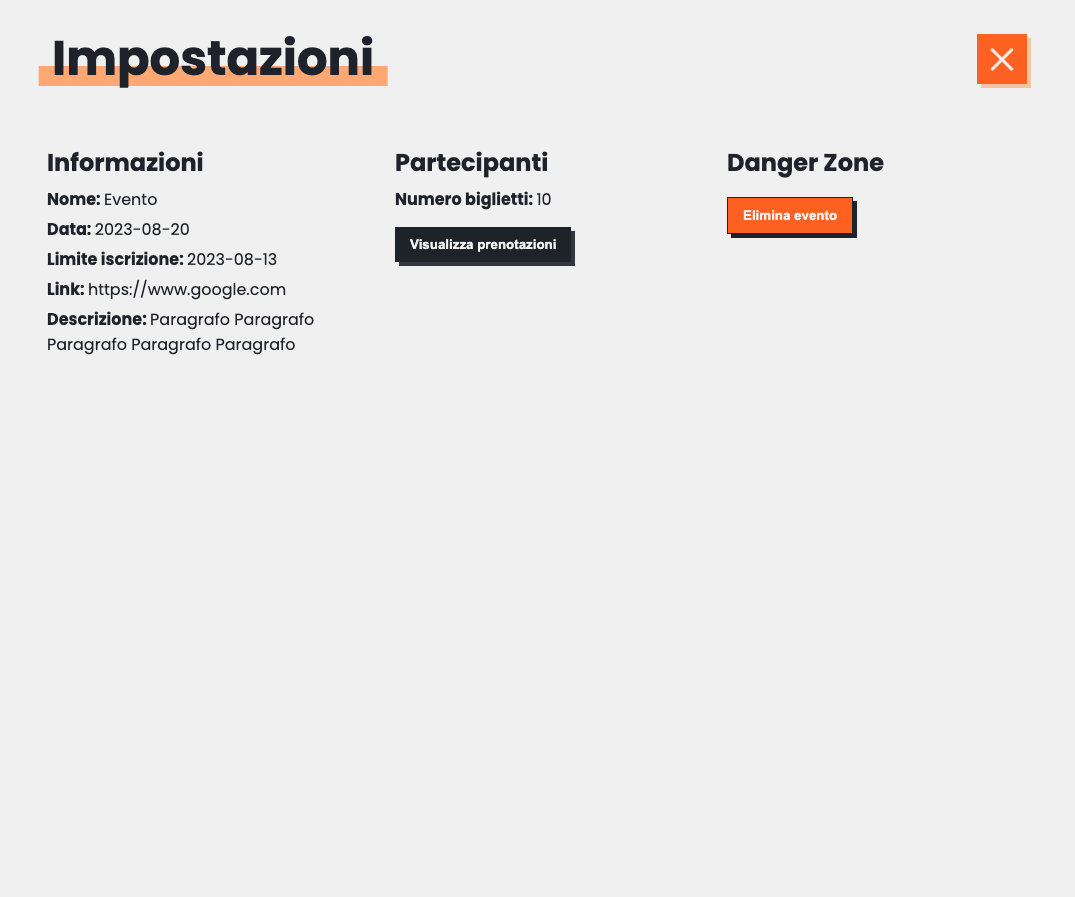 Impostazioni
Informazioni
Nome: Evento
Data: 2023-08-20
Limite iscrizione: 2023-08-13
Link: https://www.google.com
Descrizione: Paragrafo Paragrafo
Paragrafo Paragrafo Paragrafo
Partecipanti
Numero biglietti: 10
Visualizza prenotazioni
Danger Zone
Elimina evento